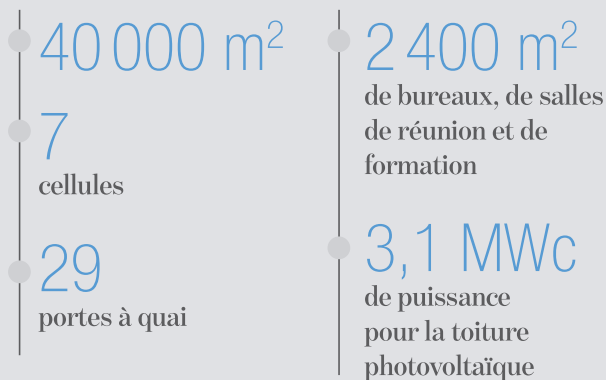 40 000 m²
7
cellules
29
portes à quai
2 400 m²
de bureaux, de salles
de réunion et de
formation
3,1 MWc
de puissance
pour la toiture
photovoltaïque